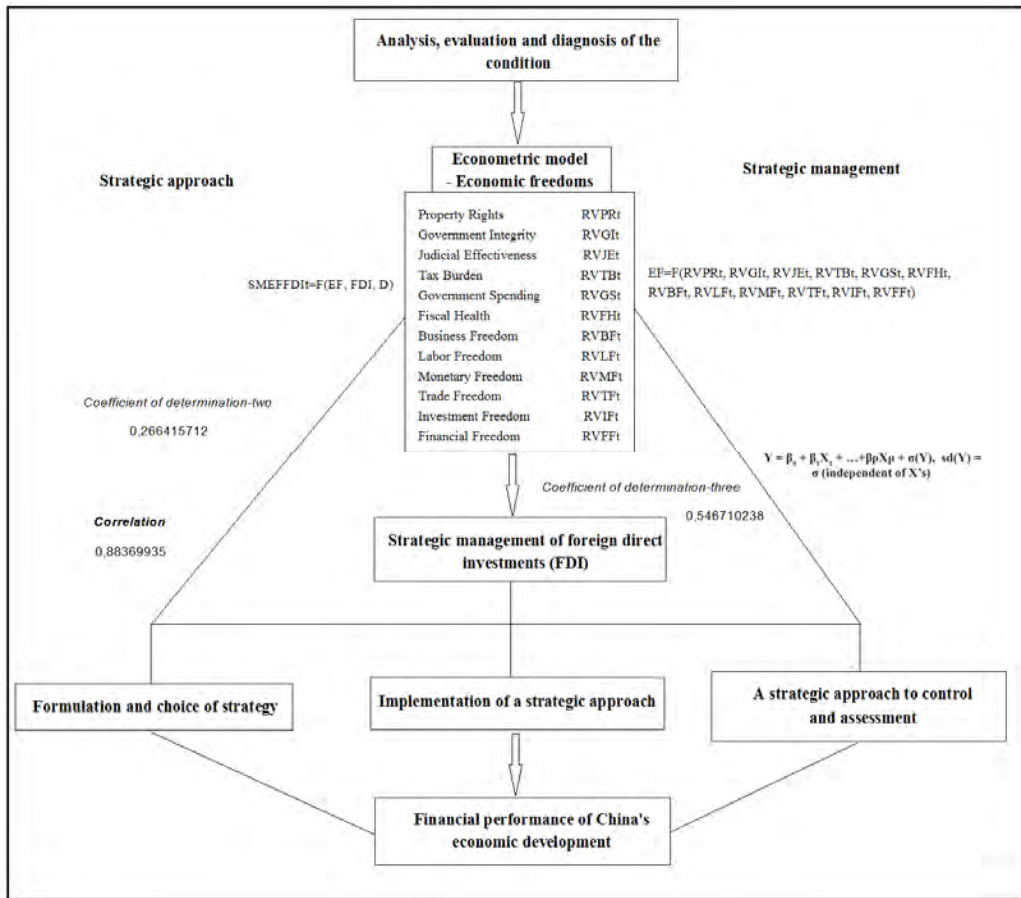 Analysis, evaluation and diagnosis of the
condition
Econometric model
- Economic freedoms
Strategic approach
Strategic management
Property Rights RVPRt
Government Integrity RVGIt
Judicial Effectiveness RVJEt
Tax Burden RVTBt
Government Spending RVGSt
Fiscal Health RVFHt
Business Freedom RVBFt
Labor Freedom RVLFt
Monetary Freedom RVMFt
Trade Freedom RVTFt
Investment Freedom RVIFt
Financial Freedom RVFFt
SMEFFDIt=F(EF, FDI, D)
EF=F(RVPRt, RVGIt, RVJEt, RVTBt, RVGSt, RVFHt,
RVBFt, RVLFt, RVMFt, RVTFt, RVIFt, RVFFt)
Coefficient of determination-two
0,266415712
Y = β₀ + β₁X₁ + …+βρXρ + σ(Y), sd(Y) =
σ (independent of X’s)
Coefficient of determination-three
0,546710238
Correlation
0,88369935
Strategic management of foreign direct
investments (FDI)
Formulation and choice of strategy
Implementation of a strategic approach
A strategic approach to control
and assessment
Financial performance of China's
economic development